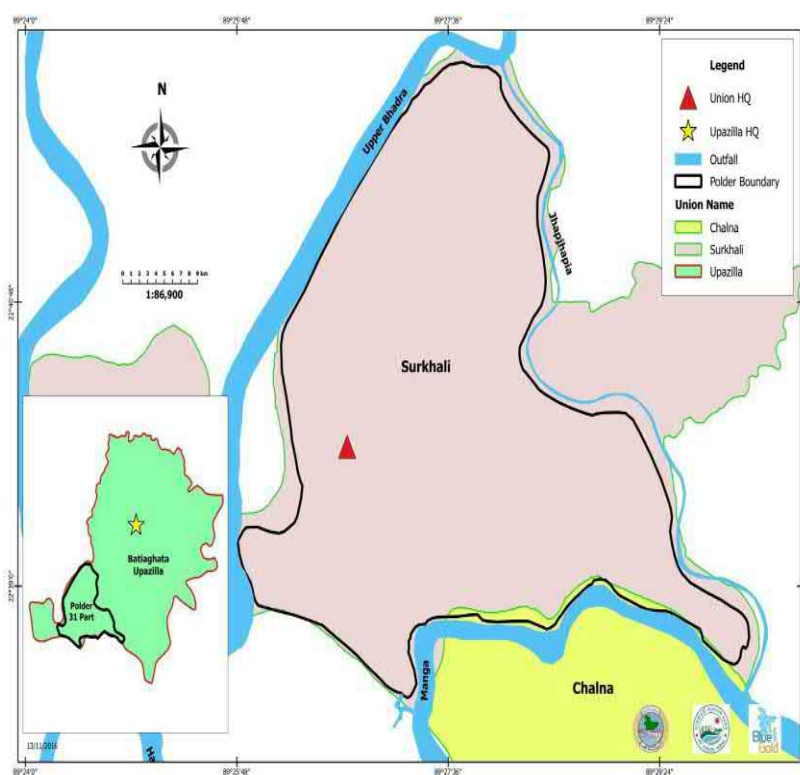 89°24'0"
89°25'48"
89°27'36"
89°29'24"
Legend
Union HQ
Upazilla HQ
Outfall
Polder Boundary
Union Name
Chalna
Surkhali
Upazilla
N
0 1 2 3 4 5 6 7 8 9 km
1:86,900
Upper Bhadra
Jhapjhapia
Surkhali
Batiaghata
Upazilla
Polder
31 Part
Manga
Chalna
13/11/2016
Ha
Blue
Gold
22°39'0"
89°24'0"
89°25'48"
89°27'36"
89°29'24"